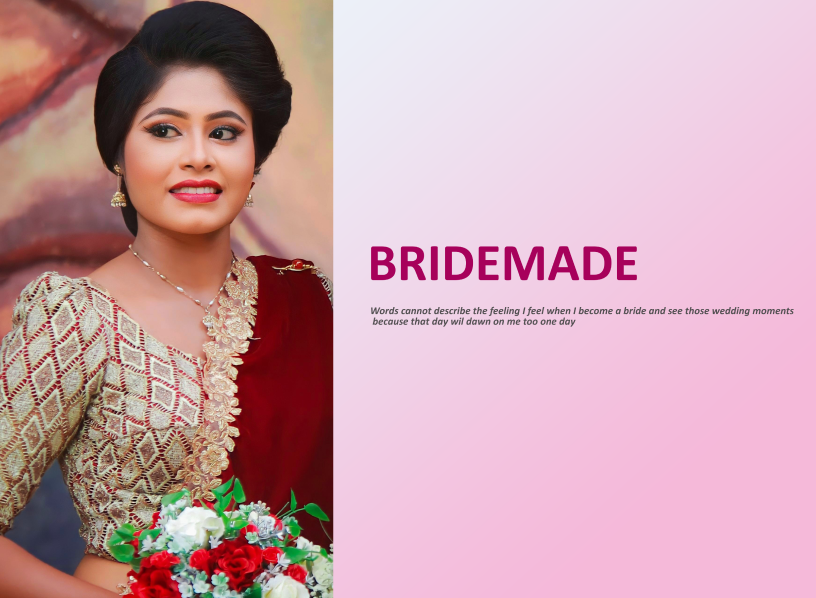 BRIDEMADE
Words cannot describe the feeling I feel when I become a bride and see those wedding moments
because that day wil dawn on me too one day